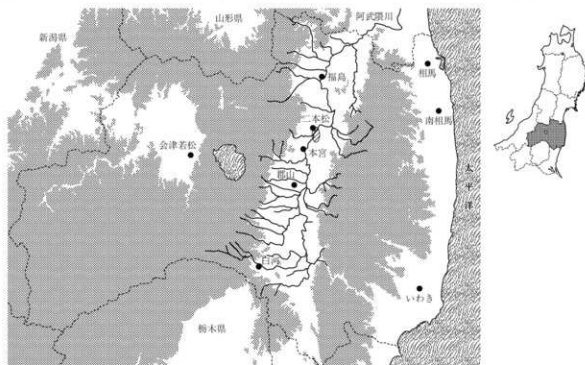 山形県
阿武隈川
新潟県
相馬
福島
南相馬
二本松
本宮
会津若松
郡山
太平洋
白河
いわき
栃木県